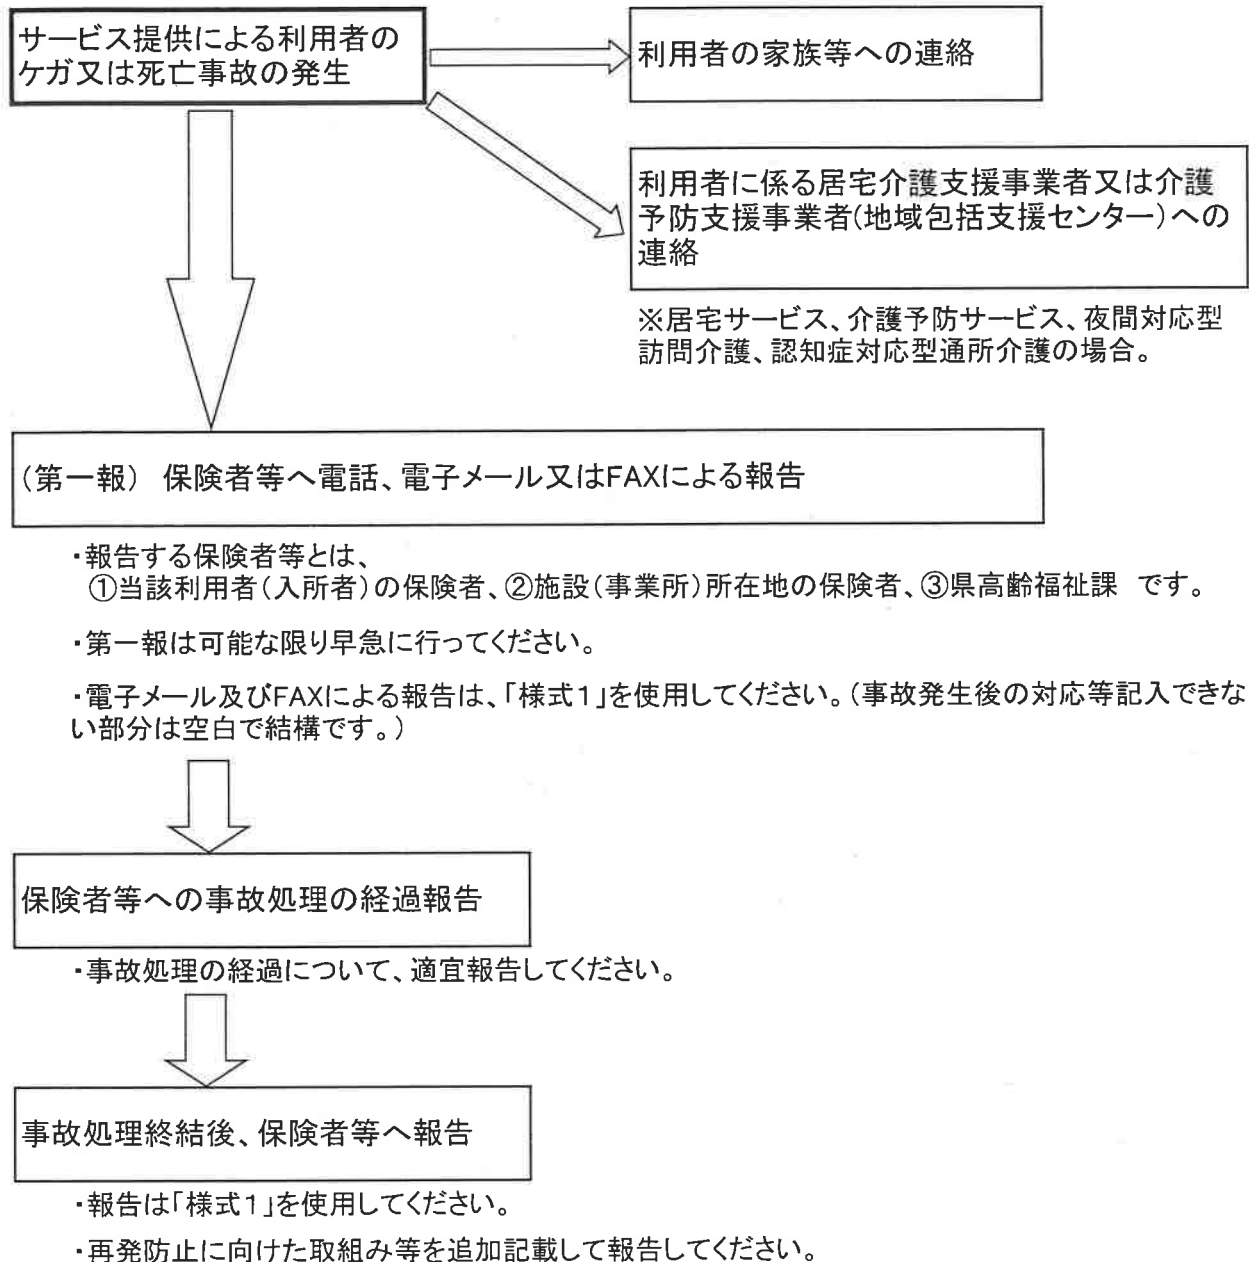 サービス提供による利用者の
ケガ又は死亡事故の発生
利用者の家族等への連絡
利用者に係る居宅介護支援事業者又は介護
予防支援事業者(地域包括支援センター)への
連絡
※居宅サービス、介護予防サービス、夜間対応型
訪問介護、認知症対応型通所介護の場合。
(第一報) 保険者等へ電話、電子メール又はFAXによる報告
・報告する保険者等とは、
①当該利用者(入所者)の保険者、②施設(事業所)所在地の保険者、③県高齢福祉課 です。
・第一報は可能な限り早急に行ってください。
・電子メール及びFAXによる報告は、「様式1」を使用してください。(事故発生後の対応等記入できな
い部分は空白で結構です。)
保険者等への事故処理の経過報告
・事故処理の経過について、適宜報告してください。
事故処理終結後、保険者等へ報告
・報告は「様式1」を使用してください。
・再発防止に向けた取組み等を追加記載して報告してください。